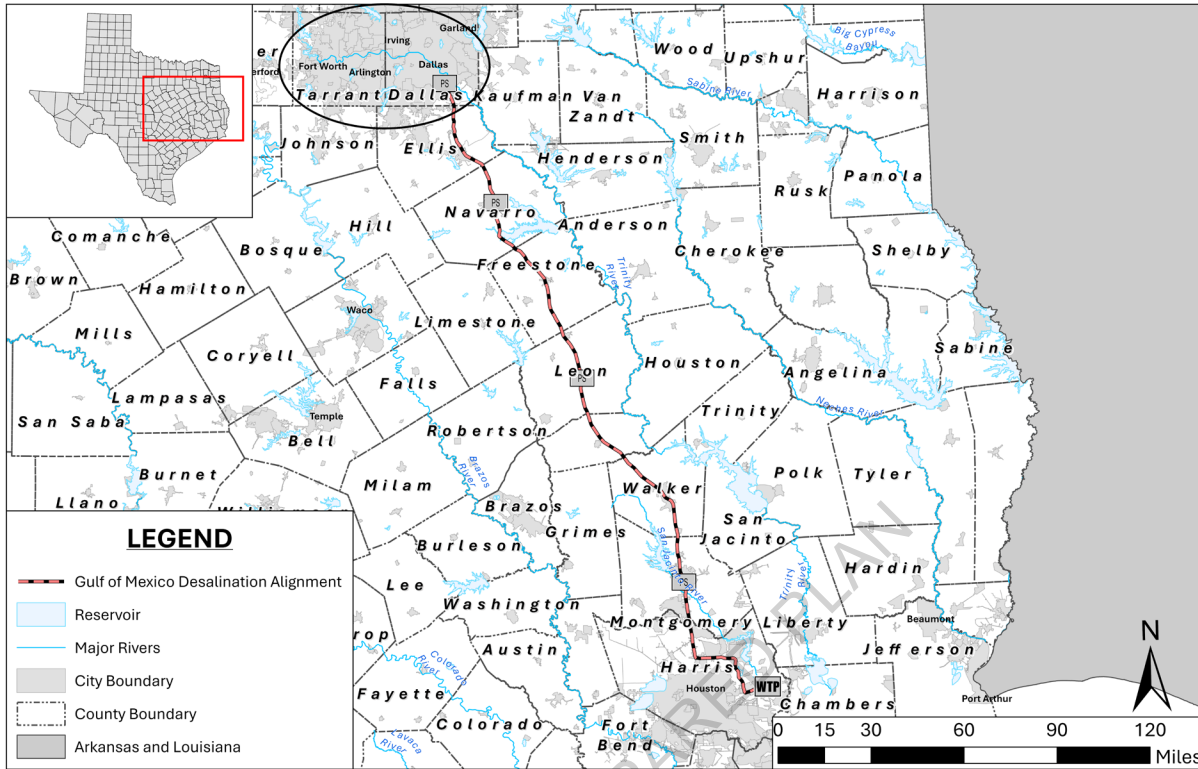 Big Cypress
Bayou
Wood
Upshur
Garland
Irving
er
erford
Fort Worth
Dallas
Arlington
PS
Sabine River
Harrison
Tarrant
Dallas
Kaufman
Van
Zandt
Smith
Johnson
Ellis
Henderson
Panola
Rusk
PS
Navarro
Anderson
Hill
Comanche
Bosque
Cherokee
Shelby
Freestone
Trinity
River
Brown
Hamilton
Waco
Limestone
Mills
Sabine
Coryell
Houston
Leon
PS
Angelina
Falls
Lampasas
Trinity
Neches River
San Saba
Temple
Bell
Robertson
Burnet
Brazos
River
Polk
Tyler
Milam
Walker
Llano
Brazos
San
Jacinto
Grimes
San Jacinto River
Burleson
Hardin
Lee
Trinity
River
Washington
Montgomery
Liberty
Beaumont
rop
Austin
Jefferson
Colorado
River
Harris
Houston
WTP
Fayette
Chambers
Port Arthur
Colorado
Fort
Bend
Lavaca
River
LEGEND
Gulf of Mexico Desalination Alignment
Reservoir
Major Rivers
City Boundary
County Boundary
Arkansas and Louisiana
N
0 15 30 60 90 120
Miles